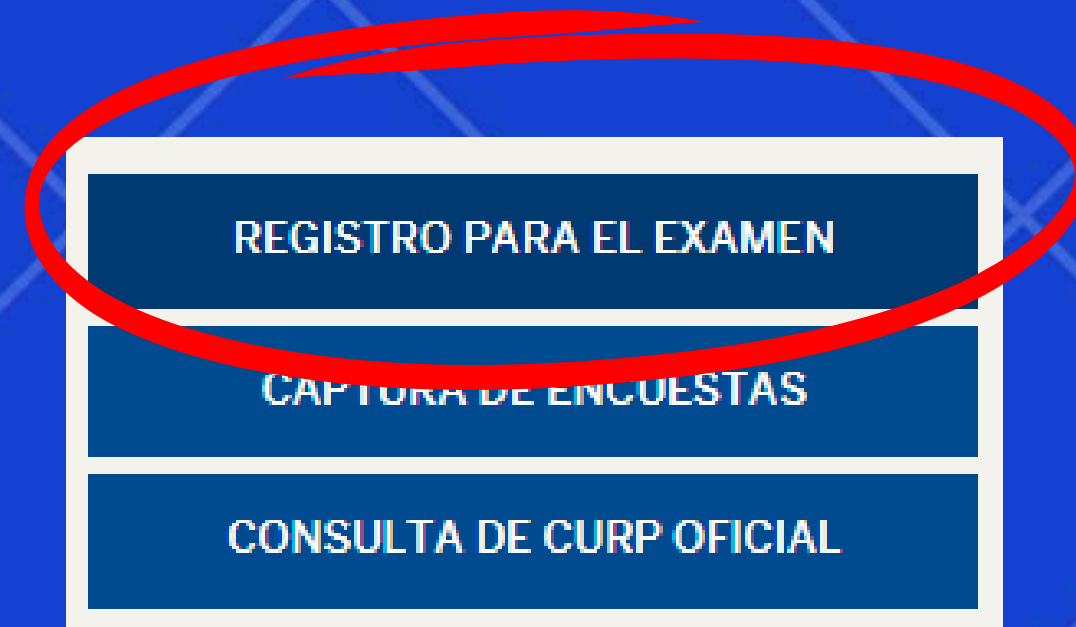 REGISTRO PARA EL EXAMEN
CAPTURA DE ENCUESTAS
CONSULTA DE CURP OFICIAL